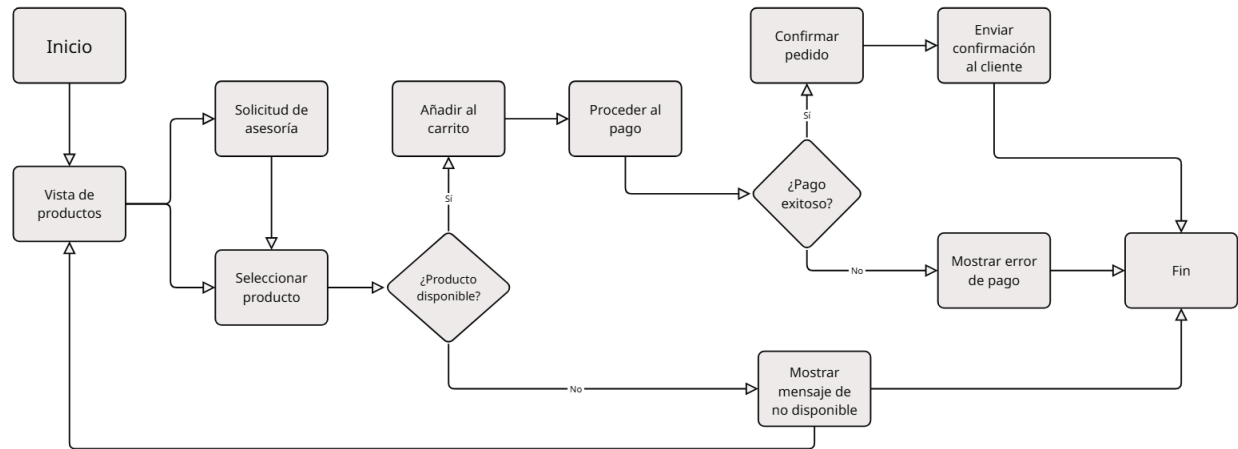 Inicio
Vista de
productos
Solicitud de
asesoría
Seleccionar
producto
¿Producto
disponible?
Sí
Añadir al
carrito
Proceder al
pago
¿Pago
exitoso?
Sí
Confirmar
pedido
Enviar
confirmación
al cliente
No
Mostrar error
de pago
Fin
No
Mostrar
mensaje de
no disponible